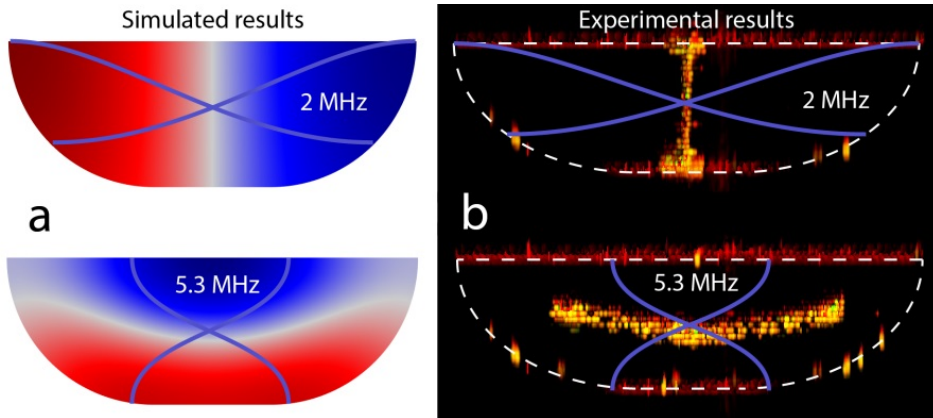 Simulated results
Experimental results
2 MHz
2 MHz
a
b
5.3 MHz
5.3 MHz